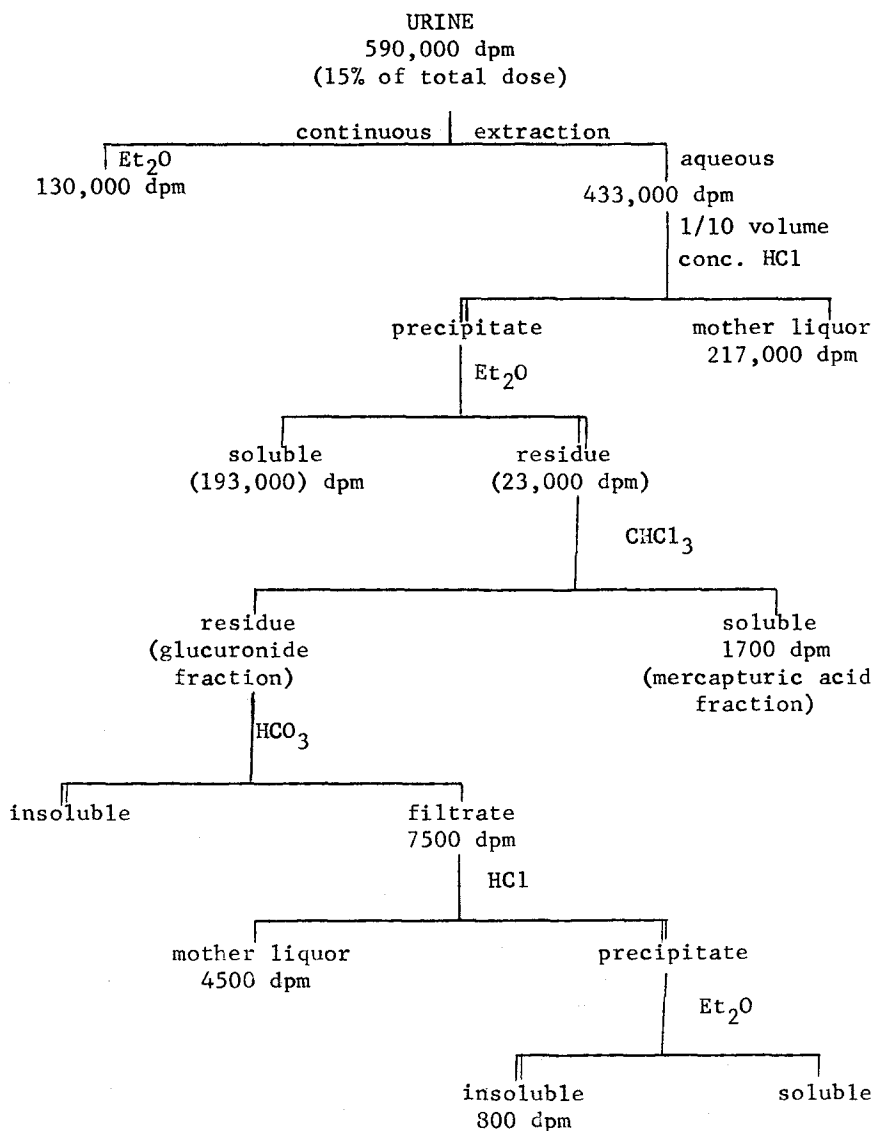 URINE
590,000 dpm
(15% of total dose)
continuous extraction
Et2O
130,000 dpm
aqueous
433,000 dpm
1/10 volume
conc. HCl
precipitate
mother liquor
217,000 dpm
Et2O
soluble
(193,000) dpm
residue
(23,000 dpm)
CHCl3
residue
(glucuronide
fraction)
soluble
1700 dpm
(mercapturic acid
fraction)
HCO3
insoluble
filtrate
7500 dpm
HCl
mother liquor
4500 dpm
precipitate
Et2O
insoluble
800 dpm
soluble